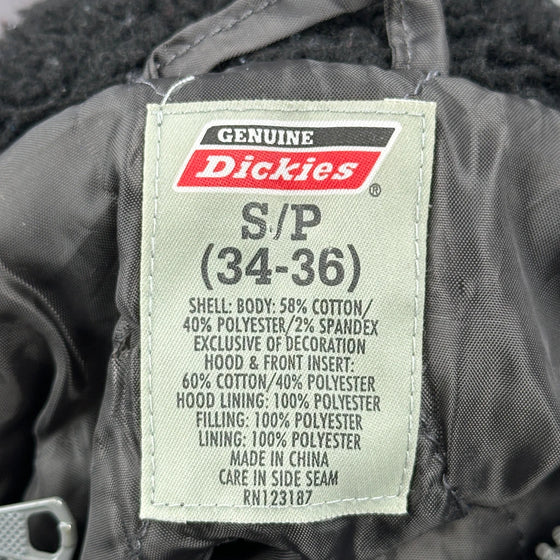 GENUINE
Dickies
®
S/P
(34-36)
SHELL: BODY: 58% COTTON/
40% POLYESTER/2% SPANDEX
EXCLUSIVE OF DECORATION
HOOD & FRONT INSERT:
60% COTTON/40% POLYESTER
HOOD LINING: 100% POLYESTER
FILLING: 100% POLYESTER
LINING: 100% POLYESTER
MADE IN CHINA
CARE IN SIDE SEAM
RN123187